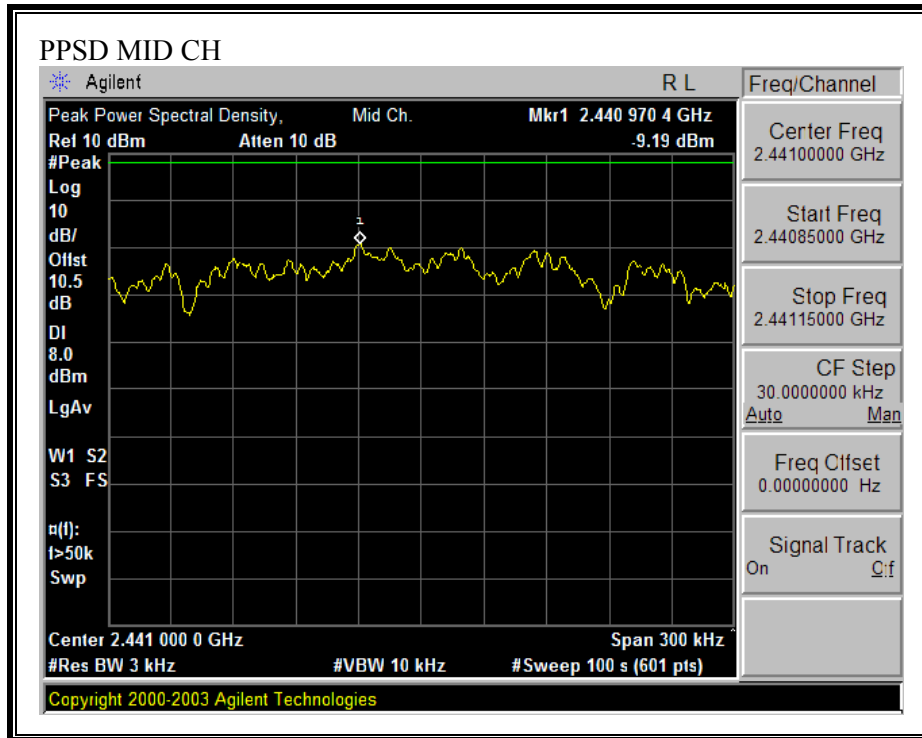 PPSD MID CH
Agilent R L
Peak Power Spectral Density, Mid Ch. Mkr1 2.440 970 4 GHz
Ref 10 dBm Atten 10 dB -9.19 dBm
#Peak
Log
10
dB/
Offst
10.5
dB
DI
8.0
dBm
LgAv
W1 S2
S3 FS
¤(f):
f>50k
Swp
1
Center 2.441 000 0 GHz Span 300 kHz
#Res BW 3 kHz #VBW 10 kHz #Sweep 100 s (601 pts)
Copyright 2000-2003 Agilent Technologies
Freq/Channel
Center Freq
2.44100000 GHz
Start Freq
2.44085000 GHz
Stop Freq
2.44115000 GHz
CF Step
30.0000000 kHz
Auto Man
Freq Offset
0.00000000 Hz
Signal Track
On Off